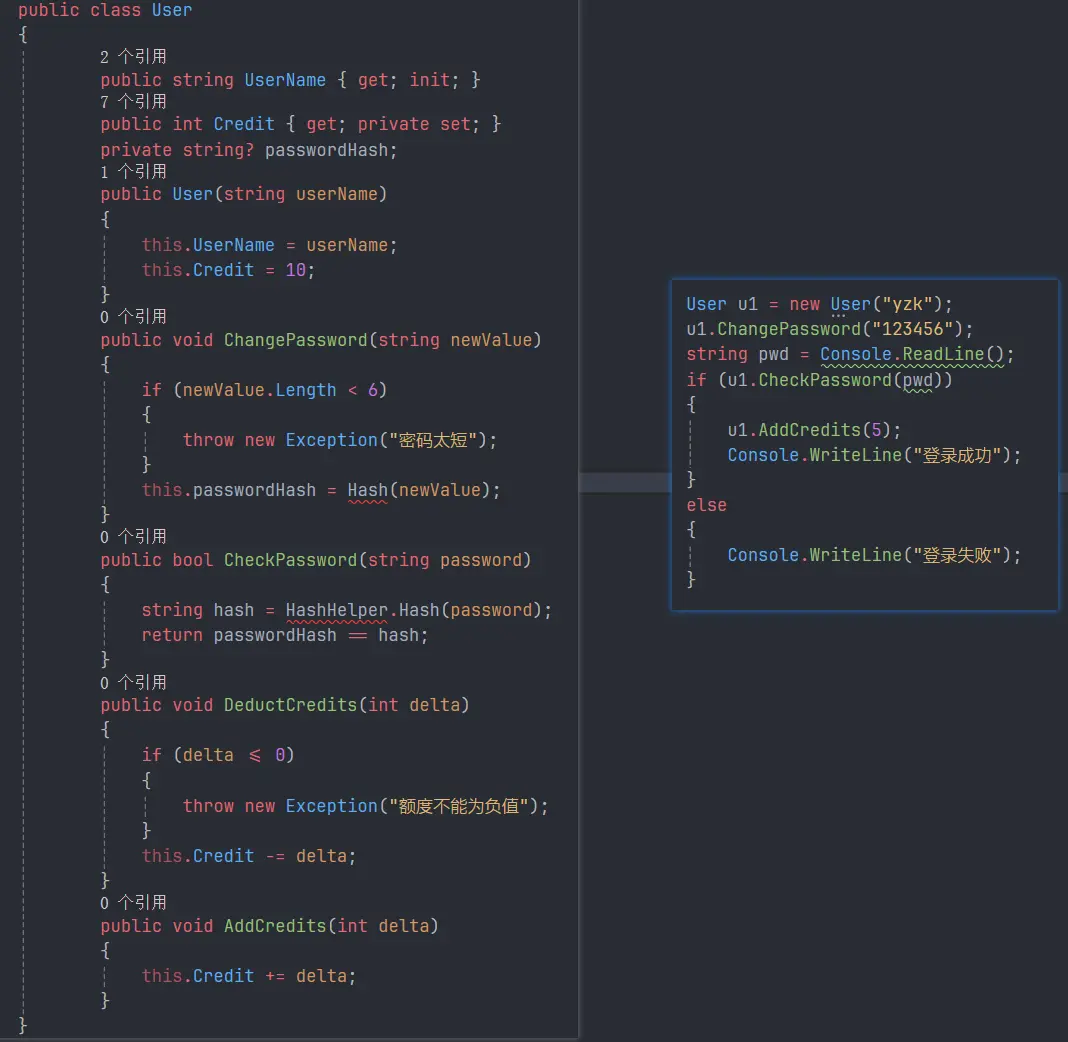 public class User
{
2 个引用
public string UserName { get; init; }
7 个引用
public int Credit { get; private set; }
private string? passwordHash;
1 个引用
public User(string userName)
{
this.UserName = userName;
this.Credit = 10;
}
0 个引用
public void ChangePassword(string newValue)
{
if (newValue.Length < 6)
{
throw new Exception("密码太短");
}
this.passwordHash = Hash(newValue);
}
0 个引用
public bool CheckPassword(string password)
{
string hash = HashHelper.Hash(password);
return passwordHash == hash;
}
0 个引用
public void DeductCredits(int delta)
{
if (delta <= 0)
{
throw new Exception("额度不能为负值");
}
this.Credit -= delta;
}
0 个引用
public void AddCredits(int delta)
{
this.Credit += delta;
}
}
User u1 = new User("yzk");
u1.ChangePassword("123456");
string pwd = Console.ReadLine();
if (u1.CheckPassword(pwd))
{
u1.AddCredits(5);
Console.WriteLine("登录成功");
}
else
{
Console.WriteLine("登录失败");
}